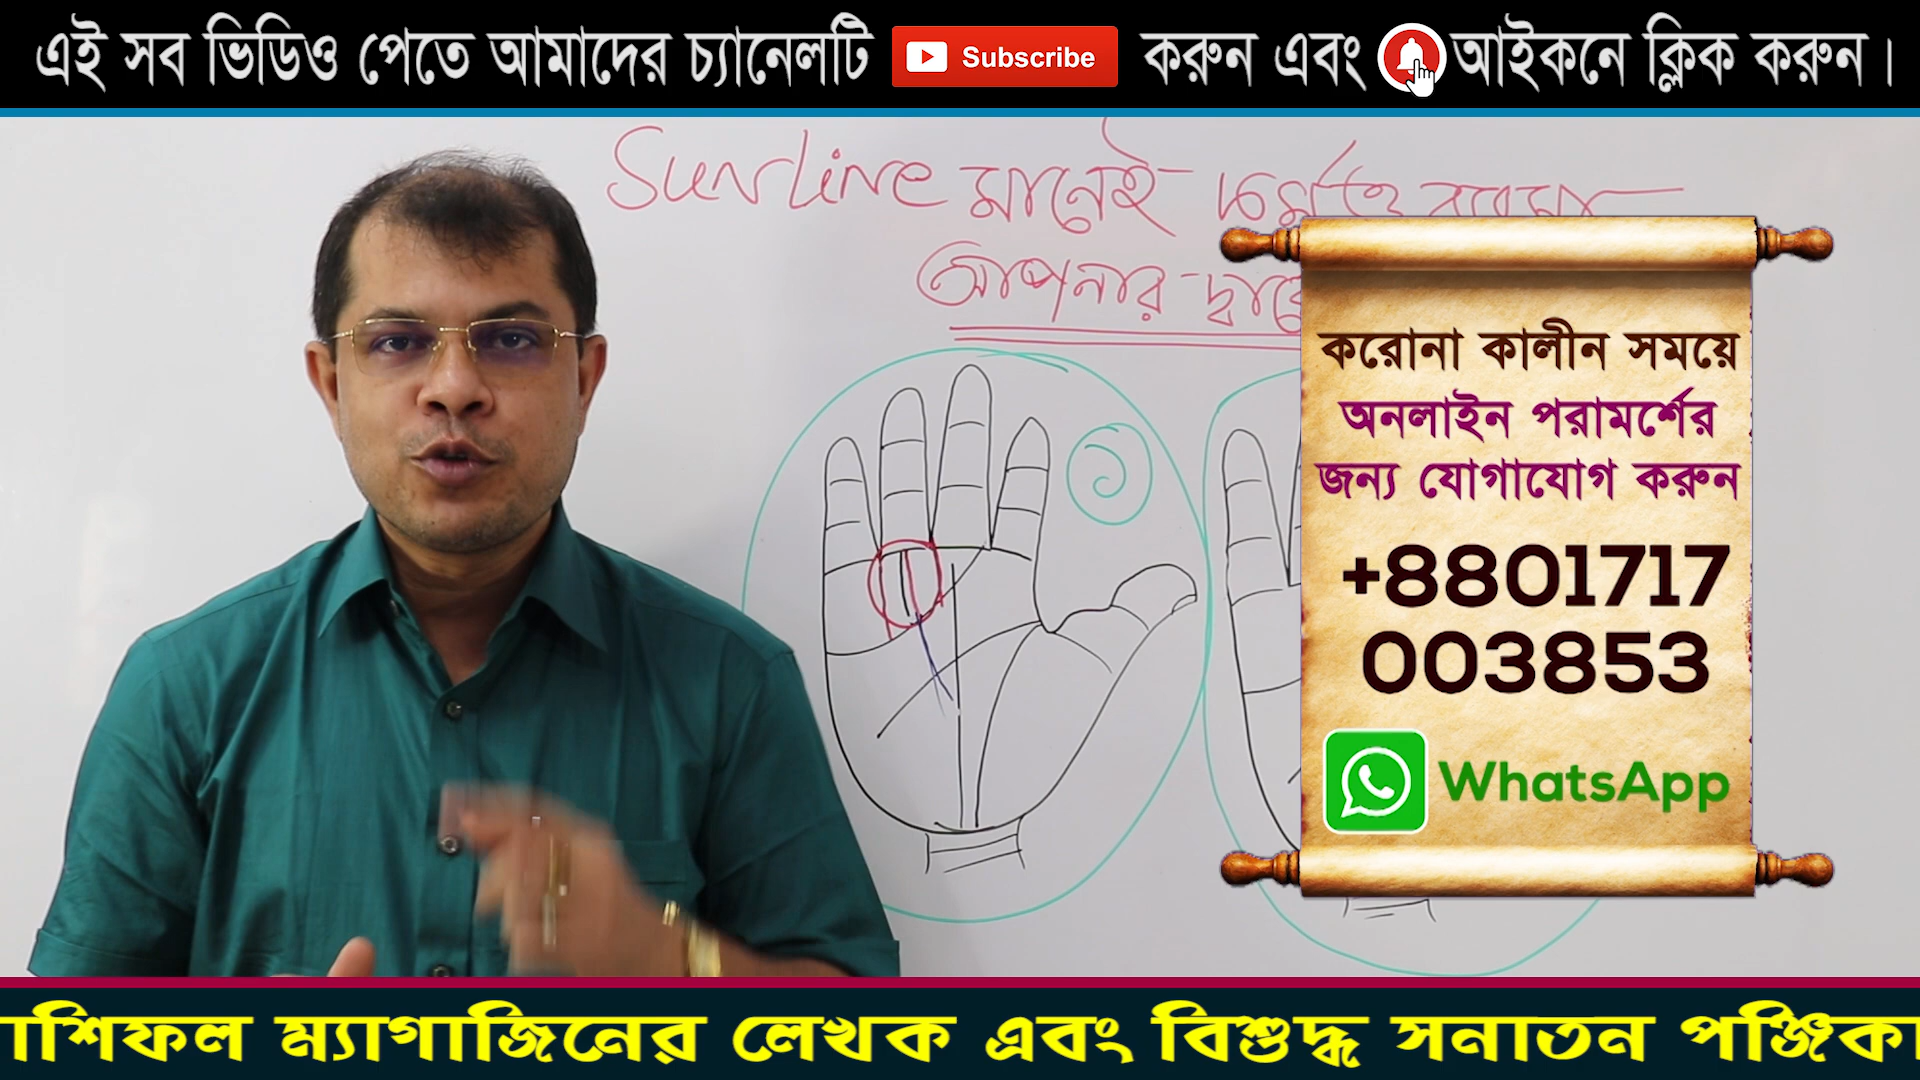 এই সব ভিডিও পেতে আমাদের চ্যানেলটি Subscribe করুন এবং আইকনে ক্লিক করুন।
Sunline মানেই
আপনার দ্বারে
করোনা কালীন সময়ে
অনলাইন পরামর্শের
জন্য যোগাযোগ করুন
+8801717
003853
WhatsApp
াশিফল ম্যাগাজিনের লেখক এবং বিশুদ্ধ সনাতন পঞ্জিকা